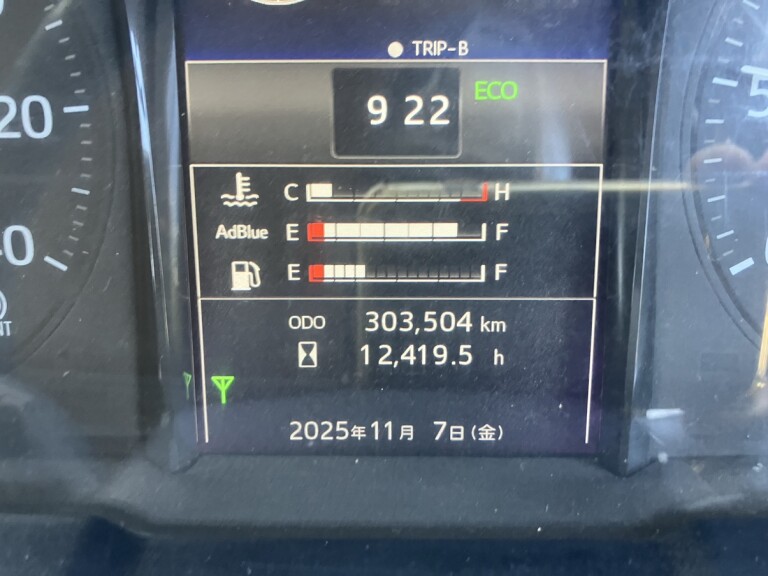 TRIP-B
20
9 22 ECO
C H
AdBlue E F
40
E F
ODO 303,504 km
12,419.5 h
2025年11月 7日(金)